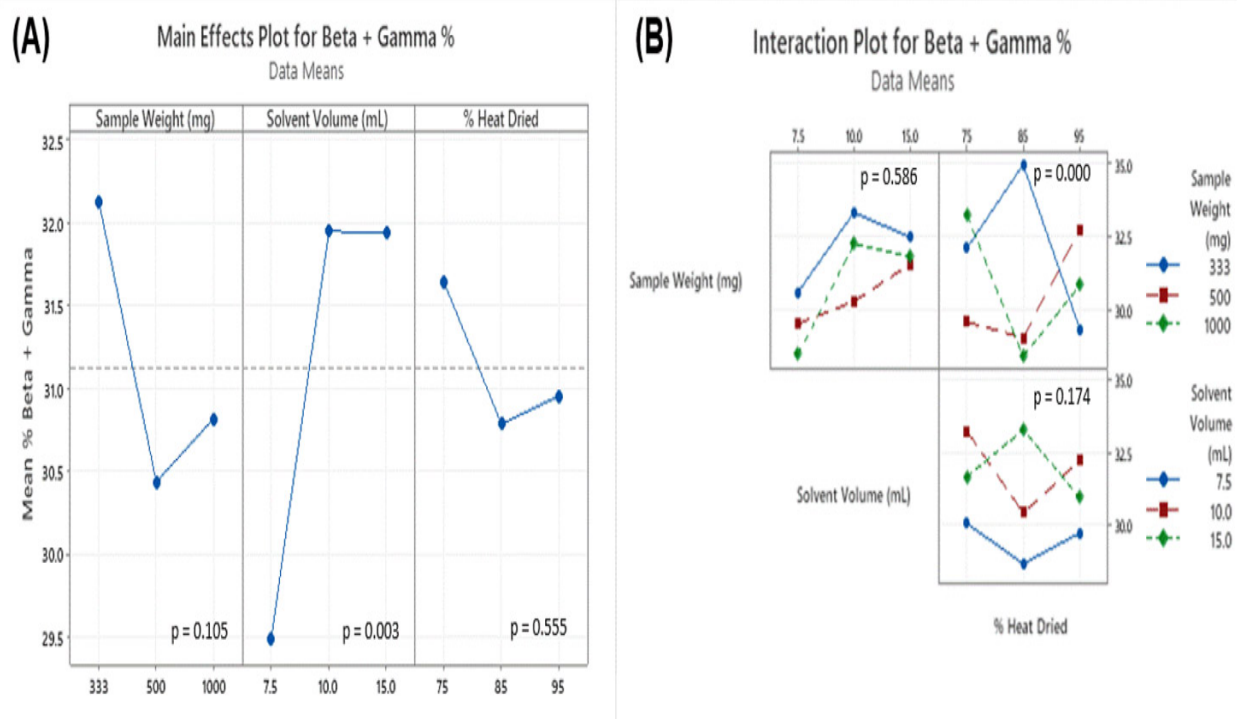 (A)
Main Effects Plot for Beta + Gamma %
Data Means
Sample Weight (mg) Solvent Volume (mL) % Heat Dried
32.5
32.0
31.5
31.0
30.5
30.0
29.5
Mean % Beta + Gamma
p = 0.105 p = 0.003 p = 0.555
333 500 1000 7.5 10.0 15.0 75 85 95
(B)
Interaction Plot for Beta + Gamma %
Data Means
7.5 10.0 15.0 75 85 95
p = 0.586 p = 0.000
35.0
32.5
30.0
Sample Weight (mg)
Sample
Weight
(mg)
333
500
1000
p = 0.174
35.0
32.5
30.0
Solvent Volume (mL)
Solvent
Volume
(mL)
7.5
10.0
15.0
% Heat Dried